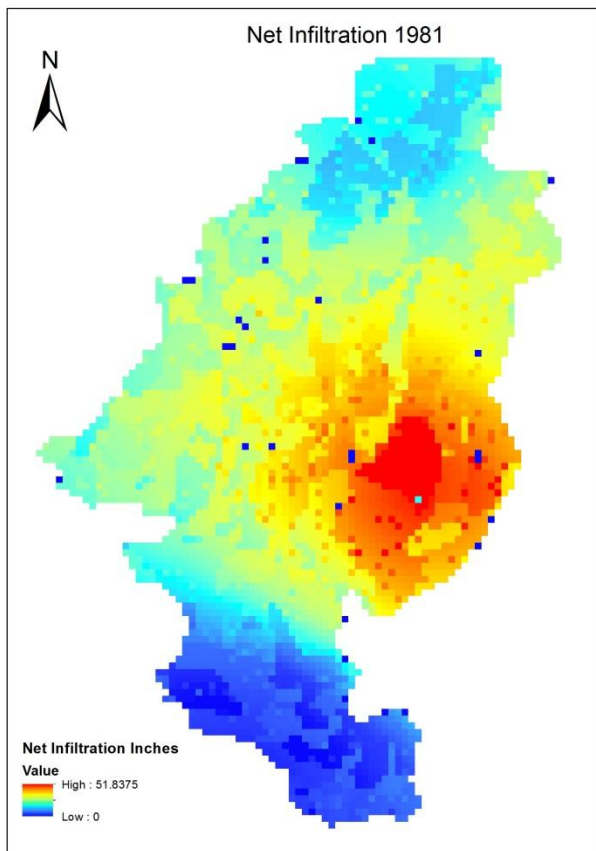 Net Infiltration 1981
N
Net Infiltration Inches
Value
High : 51.8375
Low : 0